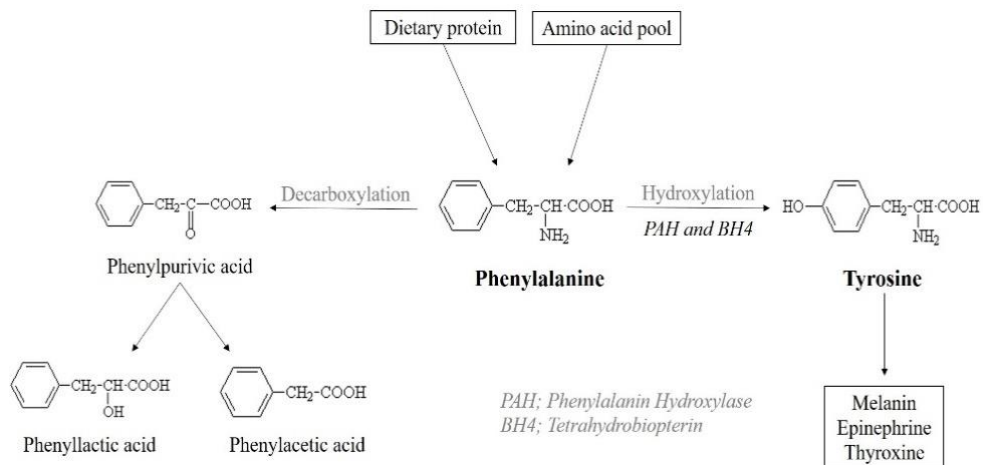 Dietary protein
Amino acid pool
Decarboxylation
Hydroxylation
PAH and BH4
CH2-C-COOH
O
CH2-CH-COOH
NH2
HO
CH2-CH-COOH
NH2
Phenylpurivic acid
Phenylalanine
Tyrosine
CH2-CH-COOH
OH
CH2-COOH
Phenyllactic acid
Phenylacetic acid
PAH; Phenylalanin Hydroxylase
BH4; Tetrahydrobiopterin
Melanin
Epinephrine
Thyroxine